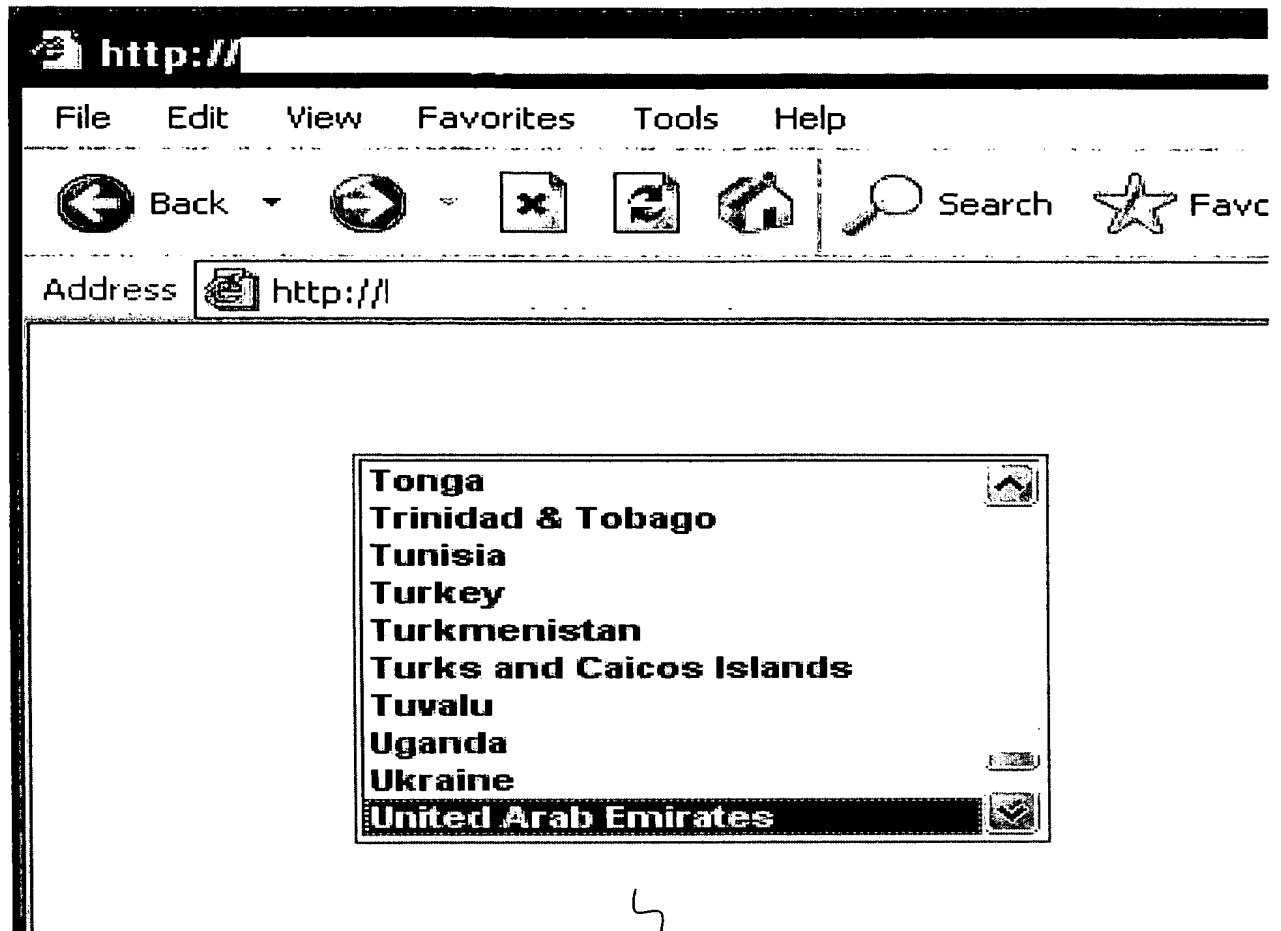 http://
File Edit View Favorites Tools Help
Back Search Favo
Address http://
Tonga
Trinidad & Tobago
Tunisia
Turkey
Turkmenistan
Turks and Caicos Islands
Tuvalu
Uganda
Ukraine
United Arab Emirates